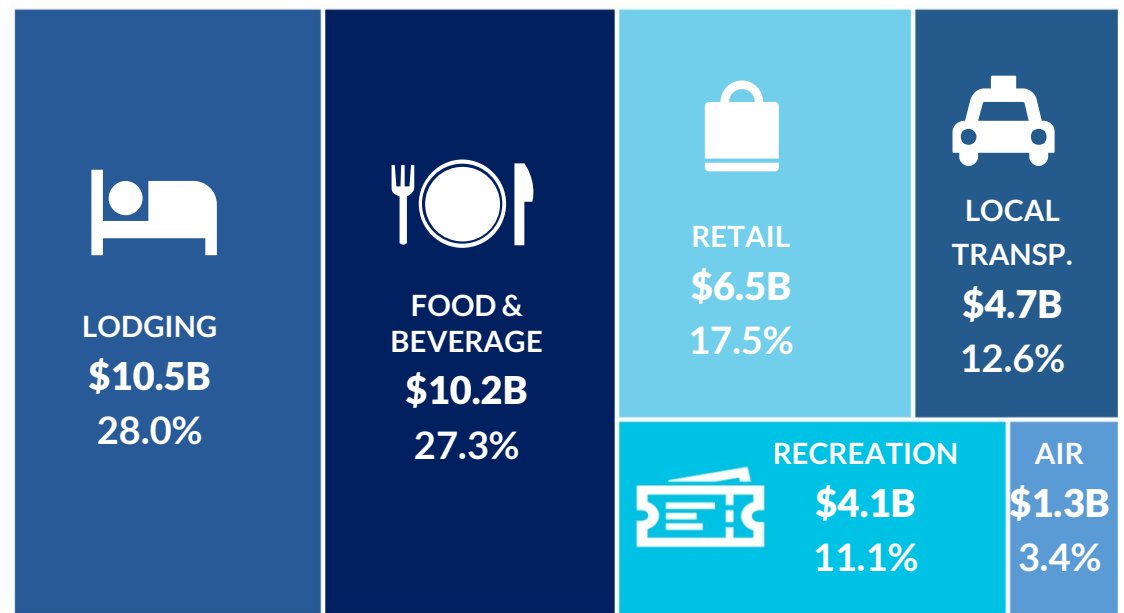 LODGING
$10.5B
28.0%
FOOD &
BEVERAGE
$10.2B
27.3%
RETAIL
$6.5B
17.5%
LOCAL
TRANSP.
$4.7B
12.6%
RECREATION
$4.1B
11.1%
AIR
$1.3B
3.4%